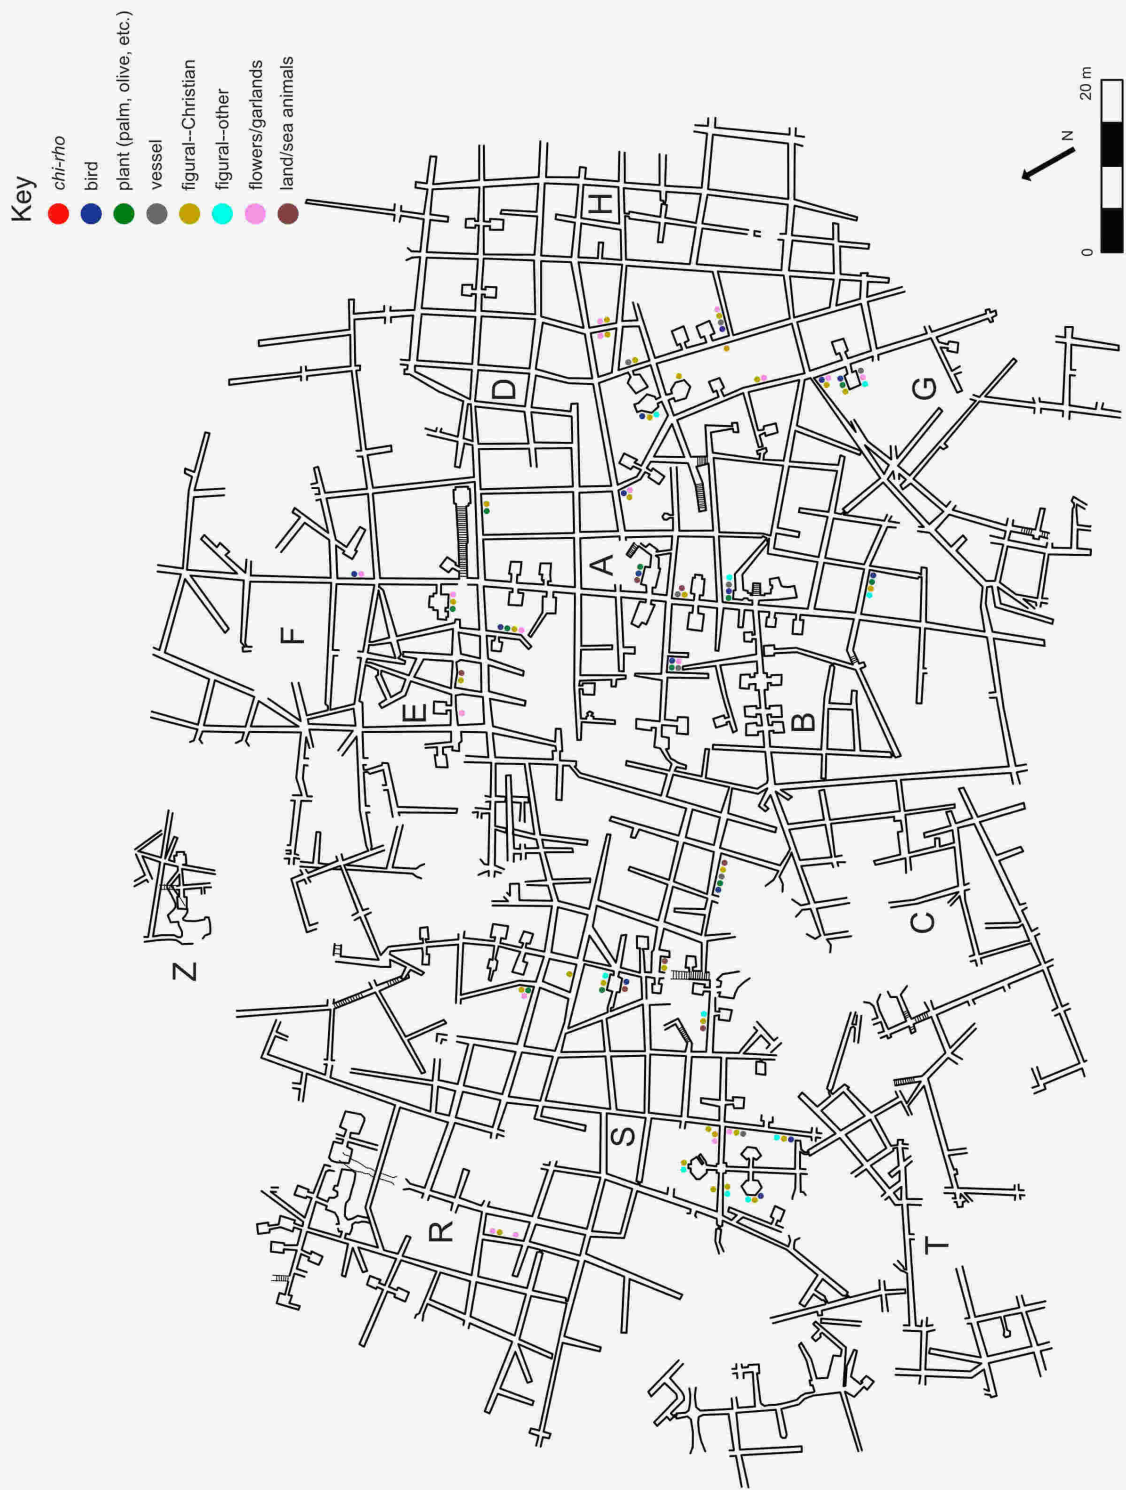 Key
chi-rho
bird
plant (palm, olive, etc.)
vessel
figural--Christian
figural--other
flowers/garlands
land/sea animals
20 m
0
N
H
D
G
A
F
E
B
Z
C
S
R
T